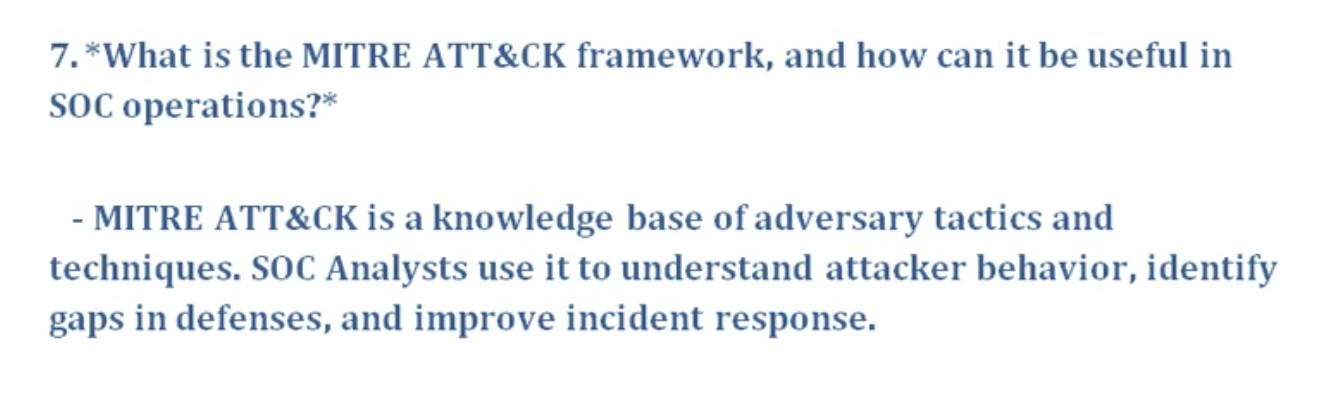 7.*What is the MITRE ATT&CK framework, and how can it be useful in
SOC operations?*
- MITRE ATT&CK is a knowledge base of adversary tactics and
techniques. SOC Analysts use it to understand attacker behavior, identify
gaps in defenses, and improve incident response.